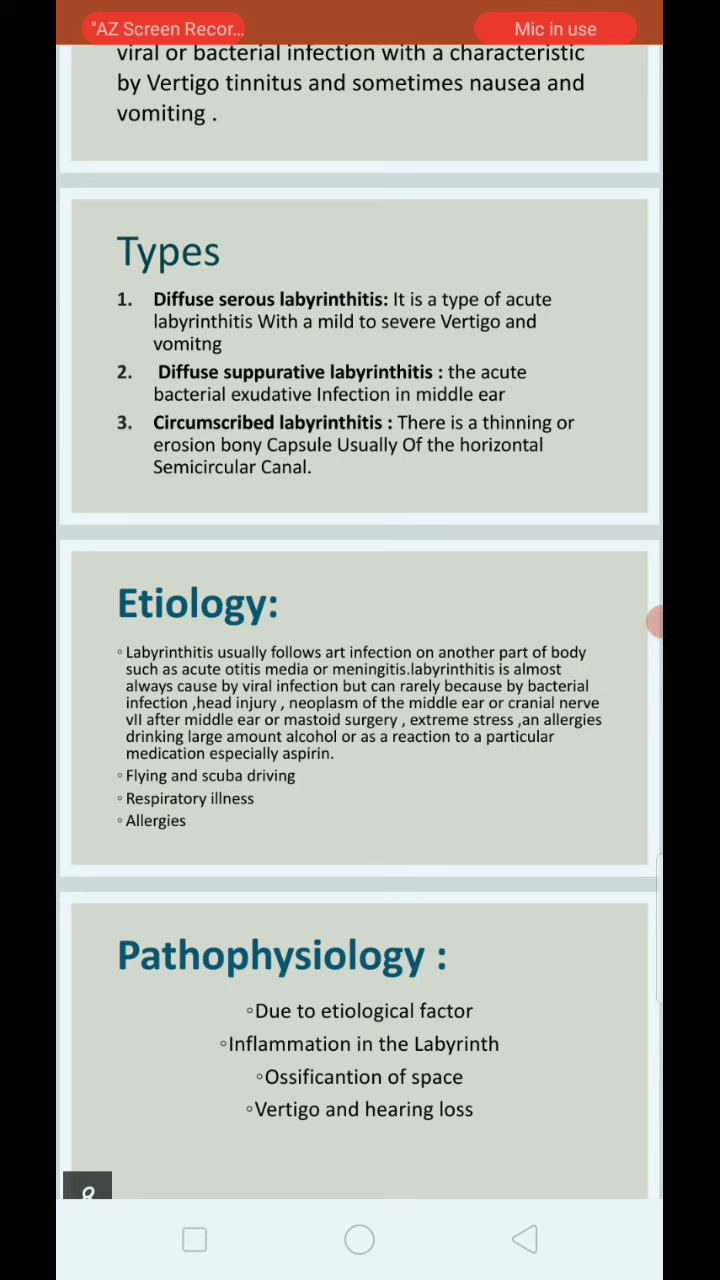 "AZ Screen Recor...
Mic in use
viral or bacterial infection with a characteristic
by Vertigo tinnitus and sometimes nausea and
vomiting .
Types
1. Diffuse serous labyrinthitis: It is a type of acute
labyrinthitis With a mild to severe Vertigo and
vomitng
2. Diffuse suppurative labyrinthitis : the acute
bacterial exudative Infection in middle ear
3. Circumscribed labyrinthitis : There is a thinning or
erosion bony Capsule Usually Of the horizontal
Semicircular Canal.
Etiology:
◦ Labyrinthitis usually follows art infection on another part of body
such as acute otitis media or meningitis.labyrinthitis is almost
always cause by viral infection but can rarely because by bacterial
infection ,head injury , neoplasm of the middle ear or cranial nerve
vII after middle ear or mastoid surgery , extreme stress ,an allergies
drinking large amount alcohol or as a reaction to a particular
medication especially aspirin.
◦ Flying and scuba driving
◦ Respiratory illness
◦ Allergies
Pathophysiology :
◦Due to etiological factor
◦Inflammation in the Labyrinth
◦Ossificantion of space
◦Vertigo and hearing loss